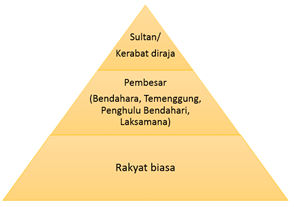 Sultan/
Kerabat diraja
Pembesar
(Bendahara, Temenggung,
Penghulu Bendahari,
Laksamana)
Rakyat biasa